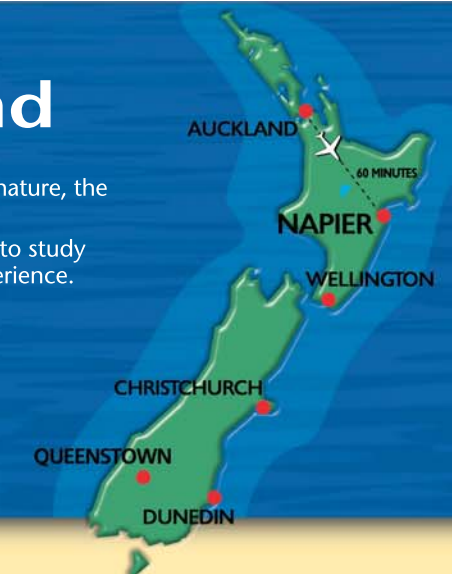 nd
nature, the
to study
erience.
AUCKLAND
60 MINUTES
NAPIER
WELLINGTON
CHRISTCHURCH
QUEENSTOWN
DUNEDIN